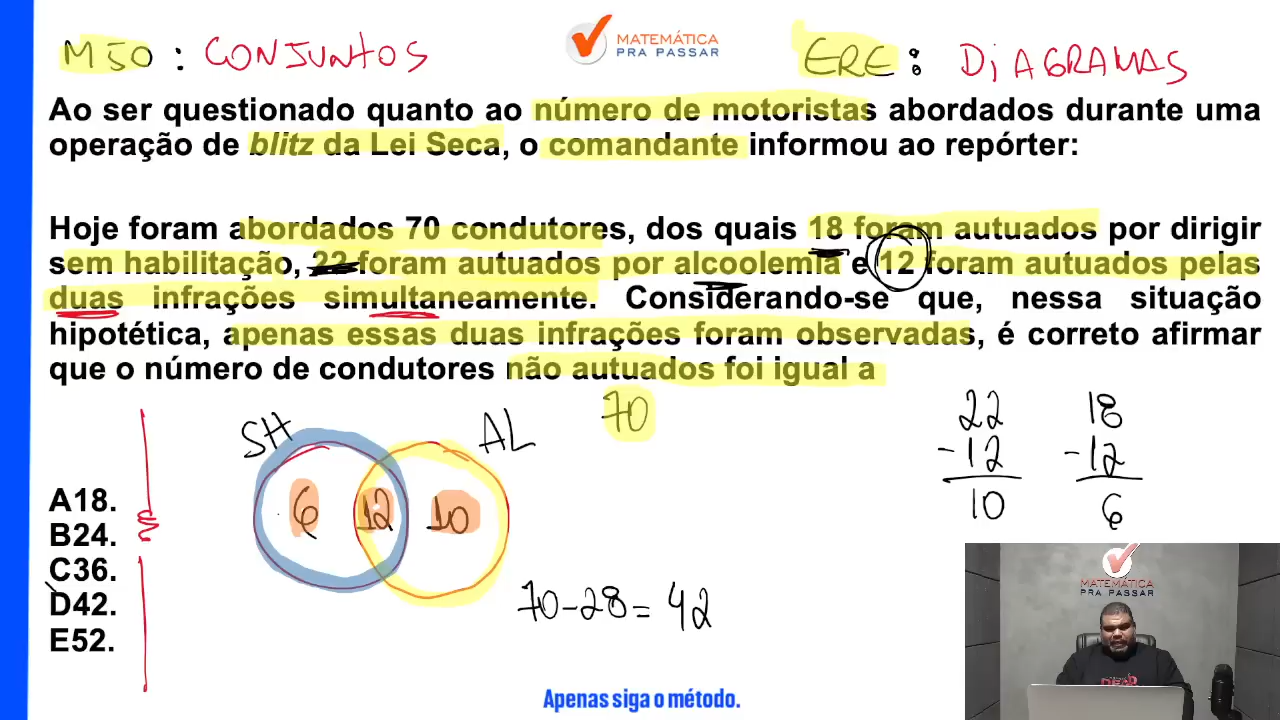 M50 : CONJUNTOS
MATEMÁTICA
PRA PASSAR
ERE : DiAGRAMAS
Ao ser questionado quanto ao número de motoristas abordados durante uma
operação de blitz da Lei Seca, o comandante informou ao repórter:
Hoje foram abordados 70 condutores, dos quais 18 foram autuados por dirigir
sem habilitação, 22 foram autuados por alcoolemia e 12 foram autuados pelas
duas infrações simultaneamente. Considerando-se que, nessa situação
hipotética, apenas essas duas infrações foram observadas, é correto afirmar
que o número de condutores não autuados foi igual a
70
SH
AL
6 12 10
70-28=42
22
-12
10
18
-12
6
A18.
B24.
C36.
D42.
E52.
MATEMÁTICA
PRA PASSAR
Apenas siga o método.